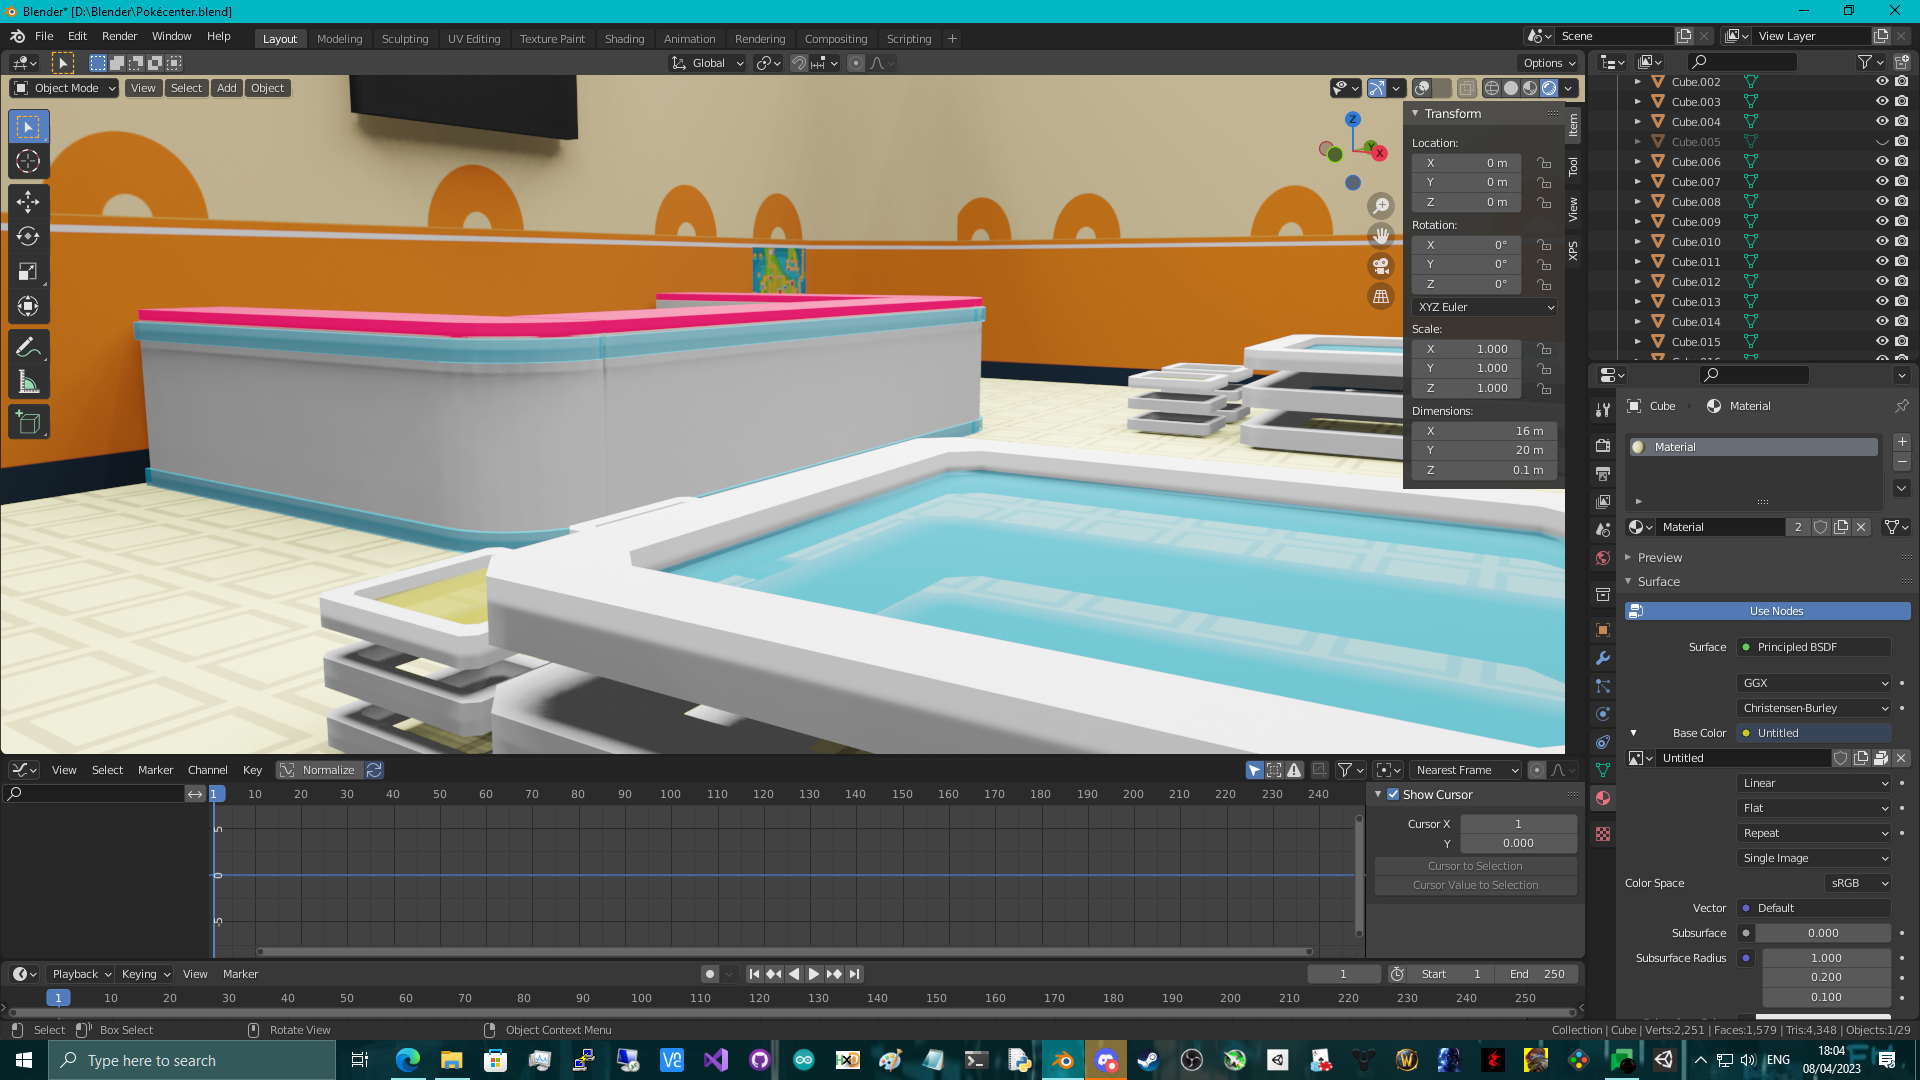 Blender* [D:\Blender\Pokécenter.blend]
File Edit Render Window Help
Layout Modeling Sculpting UV Editing Texture Paint Shading Animation Rendering Compositing Scripting +
Scene
View Layer
Global
Options
Object Mode View Select Add Object
Z
Y
X
Transform
Location:
X 0 m
Y 0 m
Z 0 m
Rotation:
X 0°
Y 0°
Z 0°
XYZ Euler
Scale:
X 1.000
Y 1.000
Z 1.000
Dimensions:
X 16 m
Y 20 m
Z 0.1 m
Item
Tool
View
XPS
Cube.002
Cube.003
Cube.004
Cube.005
Cube.006
Cube.007
Cube.008
Cube.009
Cube.010
Cube.011
Cube.012
Cube.013
Cube.014
Cube.015
Cube Material
Material
Material 2
Preview
Surface
Use Nodes
Surface Principled BSDF
GGX
Christensen-Burley
Base Color Untitled
Untitled
Linear
Flat
Repeat
Single Image
Color Space sRGB
Vector Default
Subsurface 0.000
Subsurface Radius 1.000
0.200
0.100
View Select Marker Channel Key Normalize
Nearest Frame
1 10 20 30 40 50 60 70 80 90 100 110 120 130 140 150 160 170 180 190 200 210 220 230 240
5
0
-5
Show Cursor
Cursor X 1
Y 0.000
Cursor to Selection
Cursor Value to Selection
Playback Keying View Marker
1 Start 1 End 250
1 10 20 30 40 50 60 70 80 90 100 110 120 130 140 150 160 170 180 190 200 210 220 230 240 250
Select Box Select Rotate View Object Context Menu
Collection | Cube | Verts:2,251 | Faces:1,579 | Tris:4,348 | Objects:1/29
Type here to search
ENG
18:04
08/04/2023